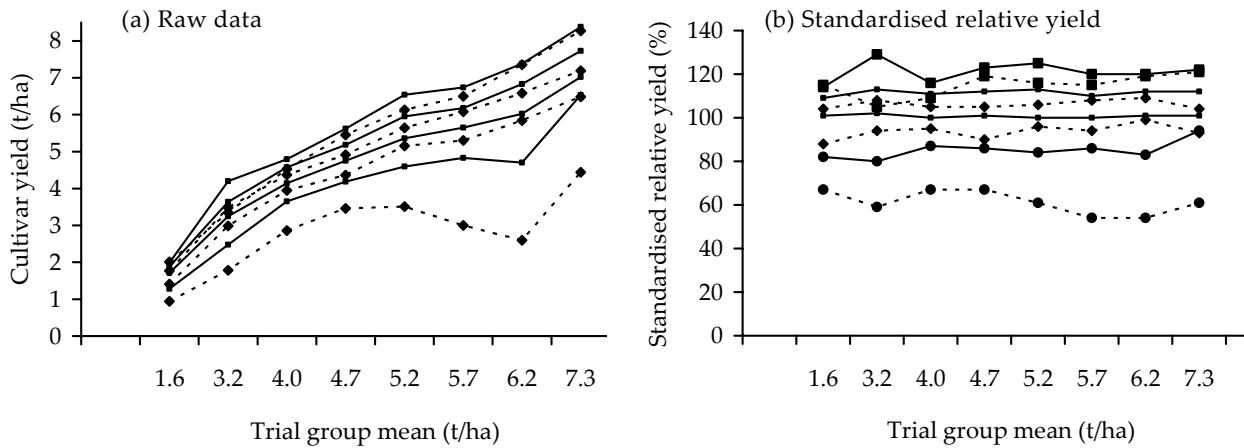 (a) Raw data
Cultivar yield (t/ha)
8
7
6
5
4
3
2
1
0
1.6 3.2 4.0 4.7 5.2 5.7 6.2 7.3
Trial group mean (t/ha)
(b) Standardised relative yield
Standardised relative yield (%)
140
120
100
80
60
40
20
0
1.6 3.2 4.0 4.7 5.2 5.7 6.2 7.3
Trial group mean (t/ha)